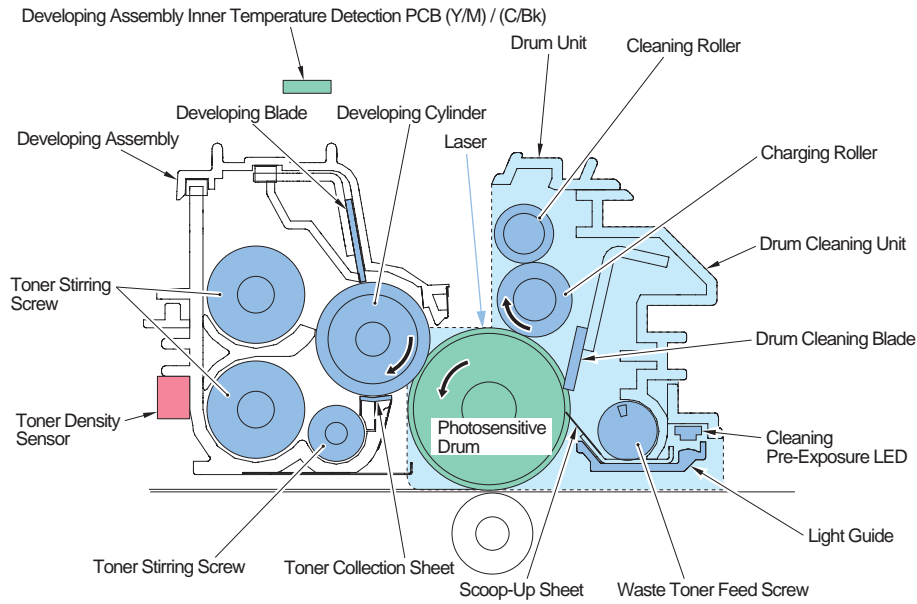 Developing Assembly Inner Temperature Detection PCB (Y/M) / (C/Bk)
Drum Unit
Cleaning Roller
Developing Blade
Developing Cylinder
Developing Assembly
Laser
Charging Roller
Drum Cleaning Unit
Toner Stirring
Screw
Drum Cleaning Blade
Toner Density
Sensor
Photosensitive
Drum
Cleaning
Pre-Exposure LED
Light Guide
Toner Stirring Screw
Toner Collection Sheet
Scoop-Up Sheet
Waste Toner Feed Screw